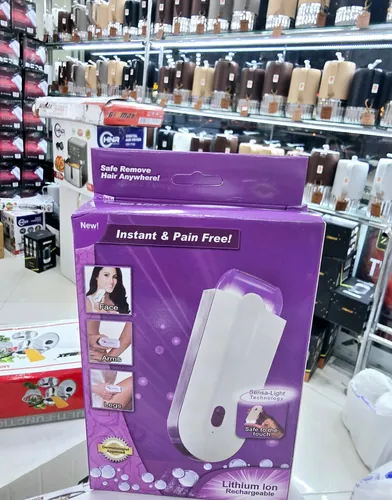 Safe Remove
Hair Anywhere!
New!
Instant & Pain Free!
Face
Arms
Legs
Sensa-Light
Technology
Safe to the
touch
Lithium Ion
Rechargeable
HNR